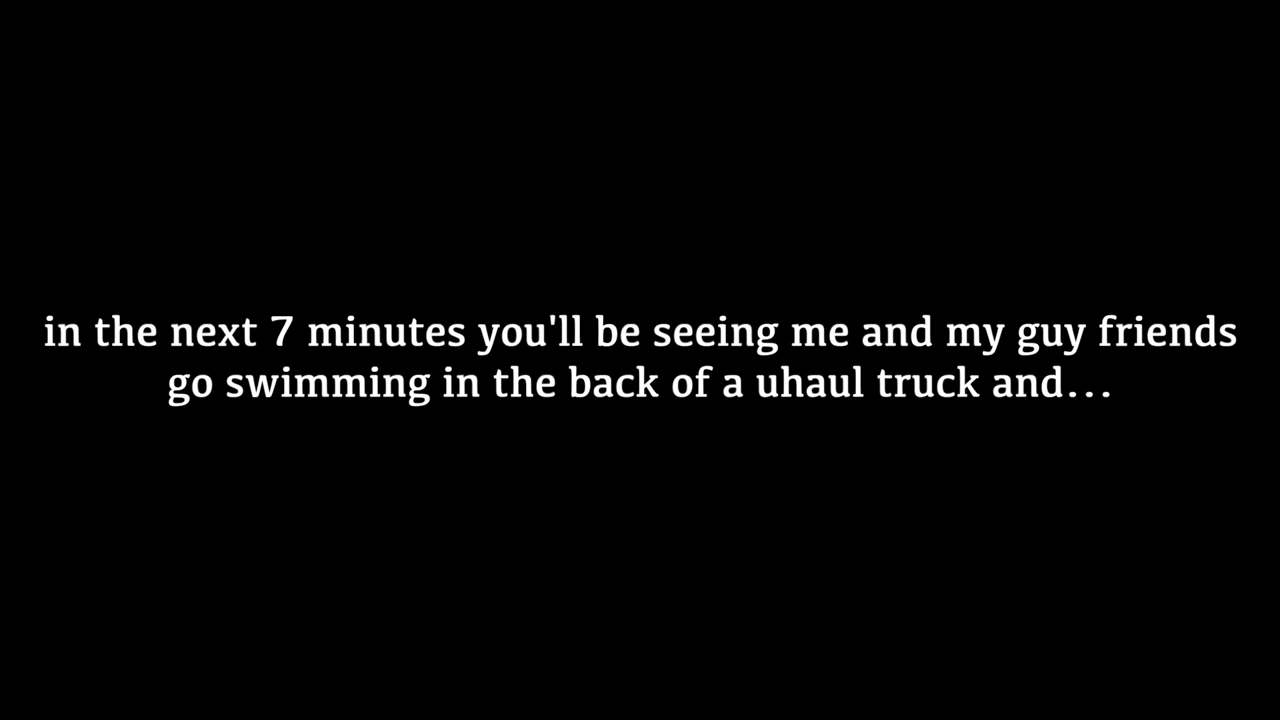 in the next 7 minutes you'll be seeing me and my guy friends
go swimming in the back of a uhaul truck and...